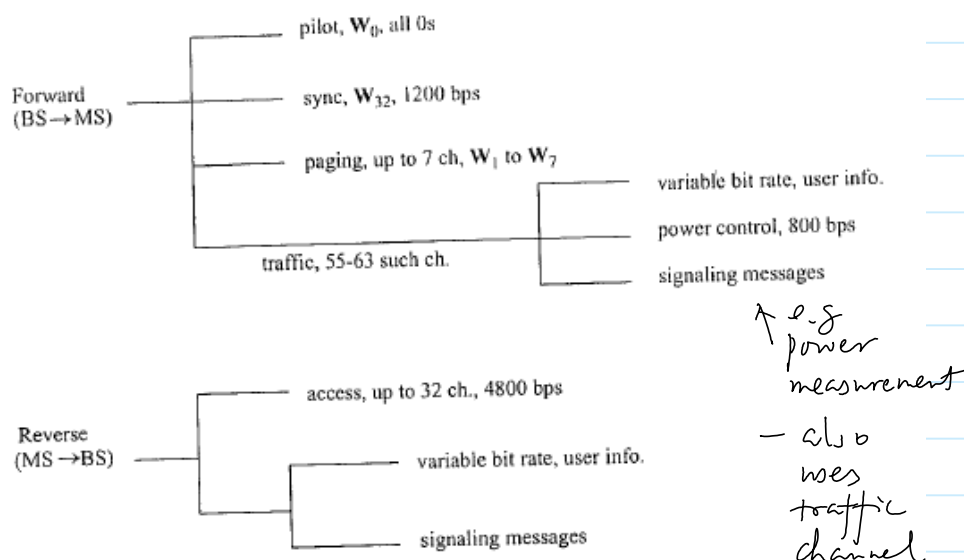 pilot, W₀, all 0s
Forward
(BS→MS)
sync, W₃₂, 1200 bps
paging, up to 7 ch, W₁ to W₇
traffic, 55-63 such ch.
variable bit rate, user info.
power control, 800 bps
signaling messages
↑ e.g
power
measurement
- also
uses
traffic
channel.
Reverse
(MS→BS)
access, up to 32 ch., 4800 bps
variable bit rate, user info.
signaling messages